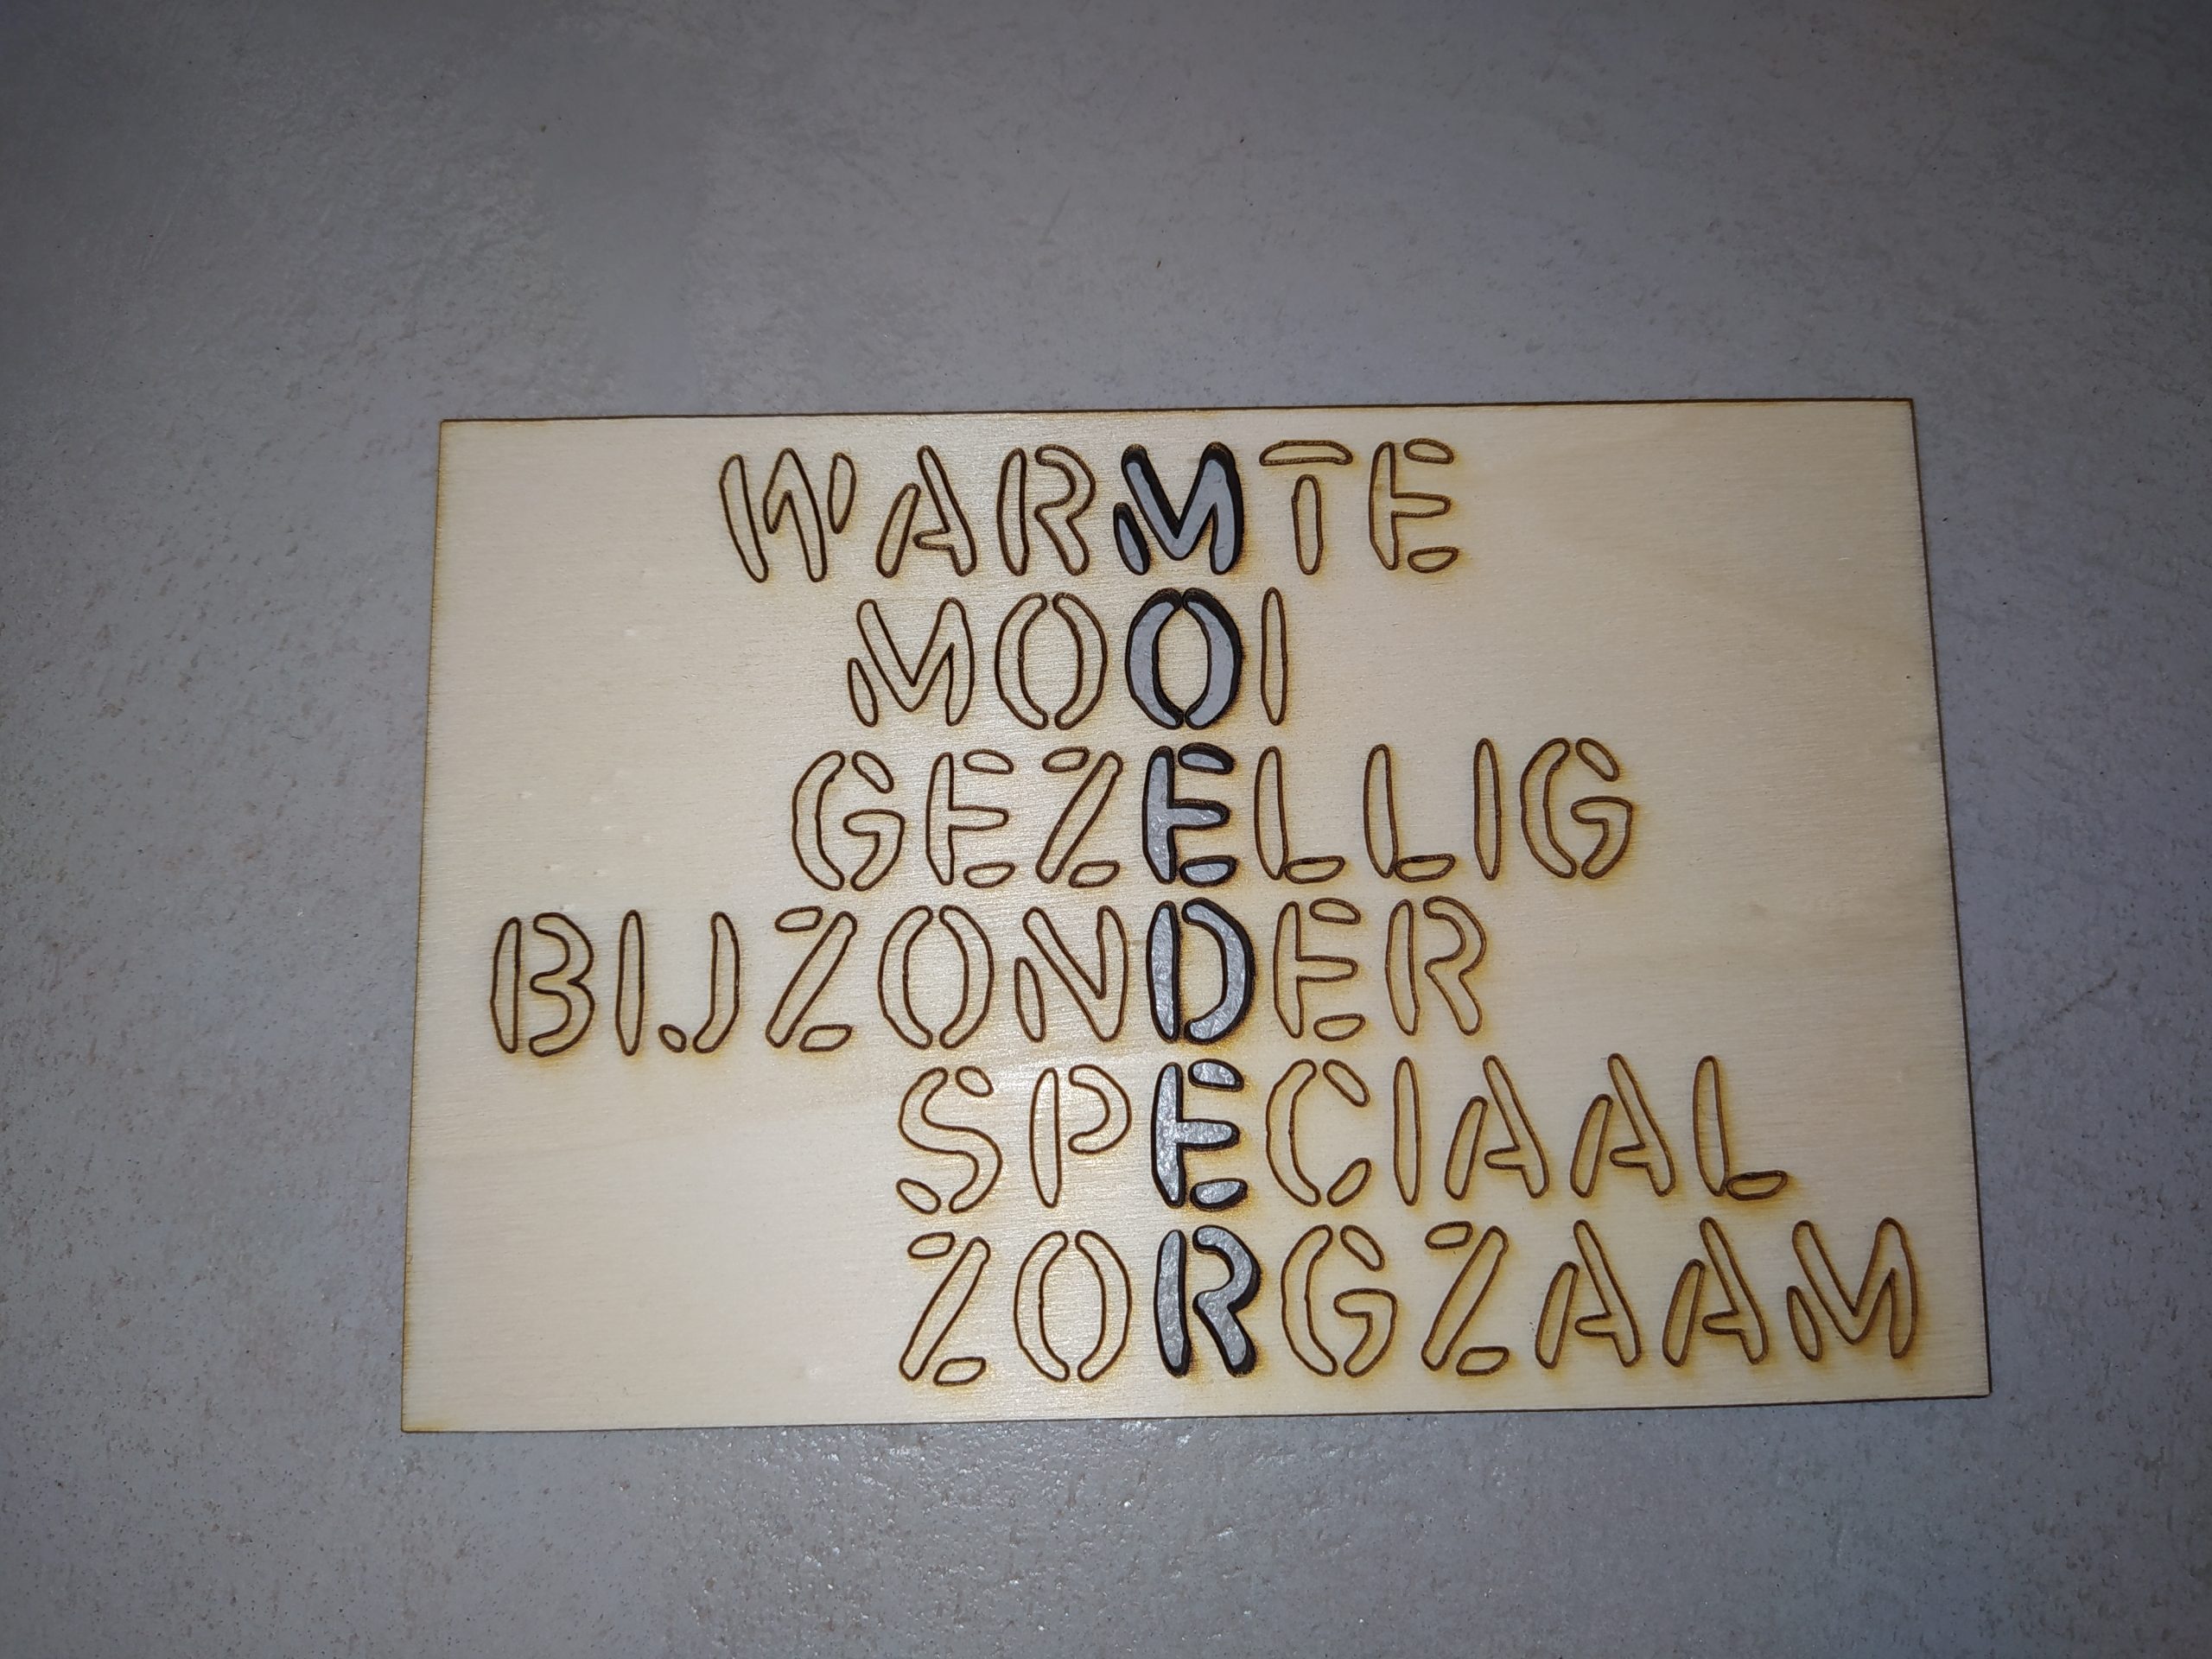 WARMTE
MOOI
GEZELLIG
BIJZONDER
SPECIAAL
ZORGZAAM